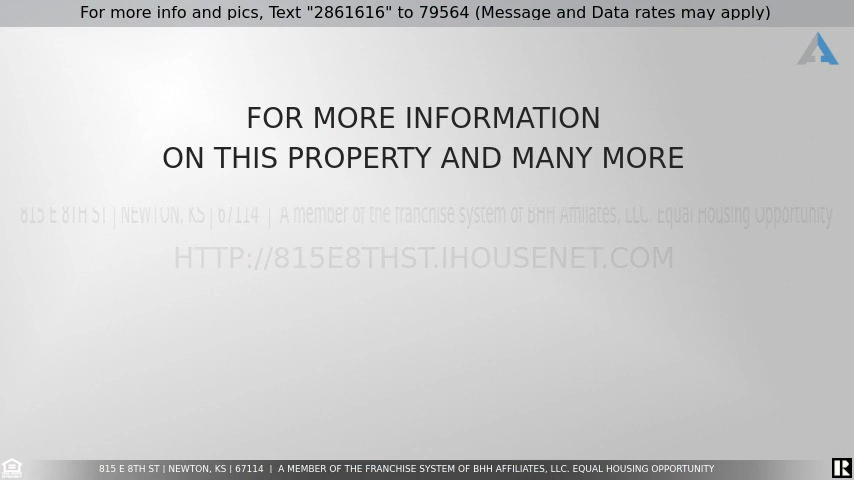 For more info and pics, Text "2861616" to 79564 (Message and Data rates may apply)
FOR MORE INFORMATION
ON THIS PROPERTY AND MANY MORE
815 E 8TH ST | NEWTON, KS | 67114 | A member of the franchise system of BHH Affiliates, LLC. Equal Housing Opportunity
HTTP://815E8THST.IHOUSENET.COM
815 E 8TH ST | NEWTON, KS | 67114 | A MEMBER OF THE FRANCHISE SYSTEM OF BHH AFFILIATES, LLC. EQUAL HOUSING OPPORTUNITY